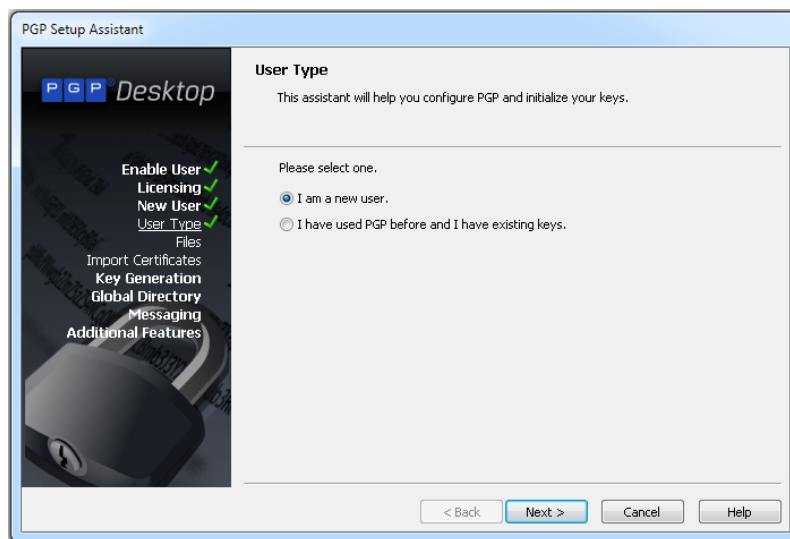 PGP Setup Assistant
PGP Desktop
Enable User
Licensing
New User
User Type
Files
Import Certificates
Key Generation
Global Directory
Messaging
Additional Features
User Type
This assistant will help you configure PGP and initialize your keys.
Please select one.
I am a new user.
I have used PGP before and I have existing keys.
< Back
Next >
Cancel
Help